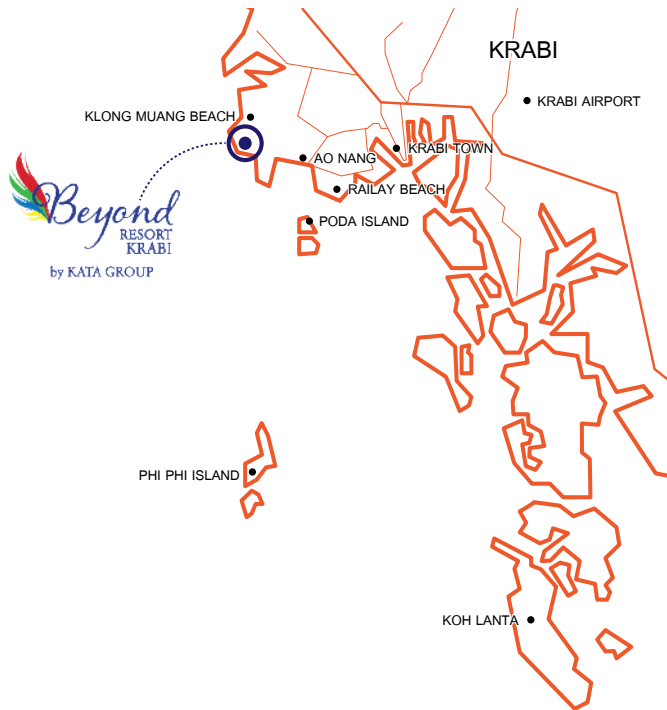 KRABI
KRABI AIRPORT
KLONG MUANG BEACH
KRABI TOWN
AO NANG
RAILAY BEACH
Beyond
RESORT
KRABI
by KATA GROUP
PODA ISLAND
PHI PHI ISLAND
KOH LANTA